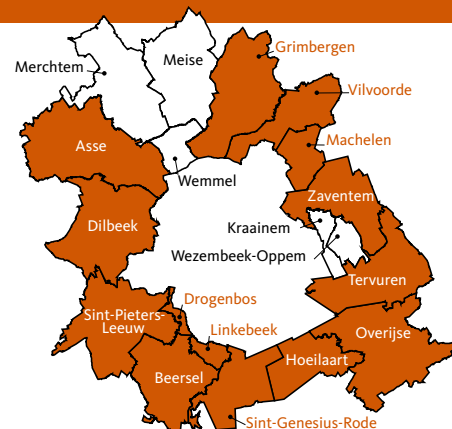 Grimbergen
Meise
Merchtem
Vilvoorde
Machelen
Asse
Wemmel
Zaventem
Dilbeek
Kraainem
Wezembeek-Oppem
Tervuren
Drogenbos
Sint-Pieters-
Leeuw
Linkebeek
Overijse
Hoeilaart
Beersel
Sint-Genesius-Rode